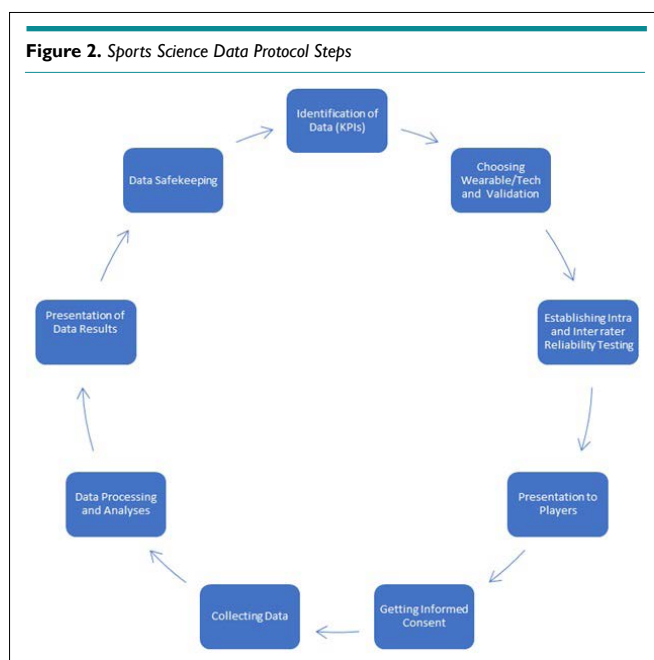 Figure 2. Sports Science Data Protocol Steps
Identification of
Data (KPIs)
Choosing
Wearable/Tech
and Validation
Establishing Intra
and Inter rater
Reliability Testing
Presentation to
Players
Getting Informed
Consent
Collecting Data
Data Processing
and Analyses
Presentation of
Data Results
Data Safekeeping